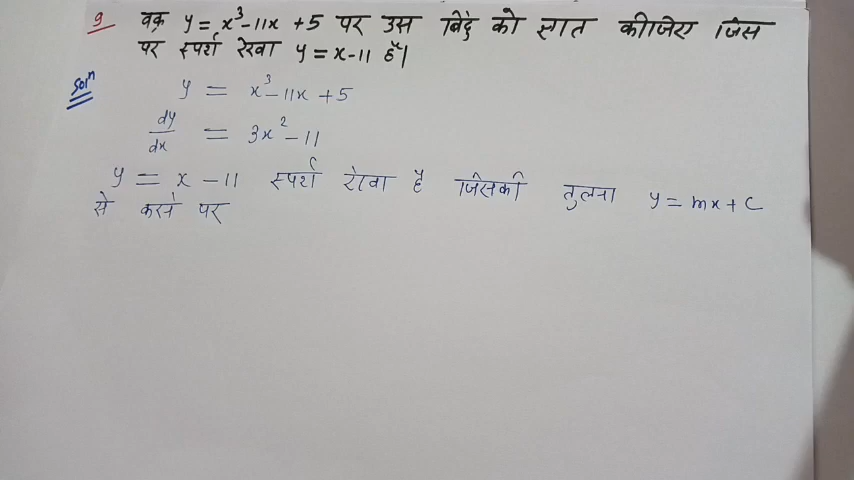 9 वक्र y = x³-11x +5 पर उस बिंदु को ज्ञात कीजिए जिस
पर स्पर्श रेखा y = x-11 है।
Solⁿ y = x³-11x +5
dy/dx = 3x²-11
y = x -11 स्पर्श रेखा है जिसकी तुलना y = mx + c
से करने पर